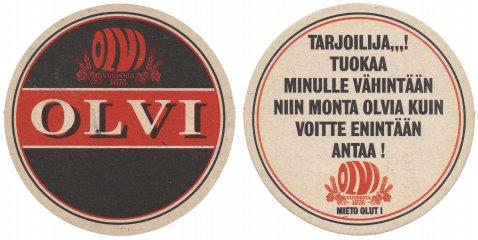 OLVI
VUODESTA
1878
OLVI
TARJOILIJA,,,!
TUOKAA
MINULLE VÄHINTÄÄN
NIIN MONTA OLVIA KUIN
VOITTE ENINTÄÄN
ANTAA !
OLVI
VUODESTA
1878
MIETO OLUT I